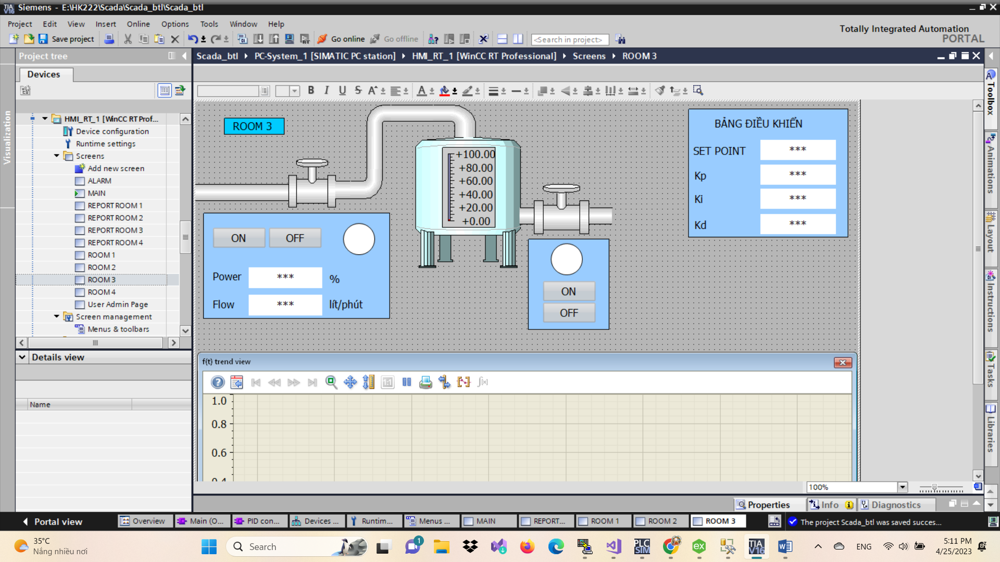 Siemens - E:\HK222\Scada\Scada_btl\Scada_btl
Project Edit View Insert Online Options Tools Window Help
Totally Integrated Automation
PORTAL
Save project
Go online
Go offline
<Search in project>
Project tree
Scada_btl
PC-System_1 [SIMATIC PC station]
HMI_RT_1 [WinCC RT Professional]
Screens
ROOM 3
Devices
Visualization
HMI_RT_1 [WinCC RT Prof...
Device configuration
Runtime settings
Screens
Add new screen
ALARM
MAIN
REPORT ROOM 1
REPORT ROOM 2
REPORT ROOM 3
REPORT ROOM 4
ROOM 1
ROOM 2
ROOM 3
ROOM 4
User Admin Page
Screen management
Menus & toolbars
Details view
Name
ROOM 3
+100.00
+80.00
+60.00
+40.00
+20.00
+0.00
ON OFF
Power *** %
Flow *** lít/phút
ON
OFF
BẢNG ĐIỀU KHIỂN
SET POINT ***
Kp ***
Ki ***
Kd ***
f(t) trend view
1:1
f(x)
1.0
0.8
0.6
0.4
Toolbox
Animations
Layout
Instructions
Tasks
Libraries
100%
Properties
Info
Diagnostics
Portal view
Overview
Main (O...
PID con...
Devices ...
Runtim...
Menus ...
MAIN
REPORT...
ROOM 1
ROOM 2
ROOM 3
The project Scada_btl was saved succes...
35°C
Nắng nhiều nơi
Search
1
PLC
SIM
ex
TIA
V16
ENG
5:11 PM
4/25/2023